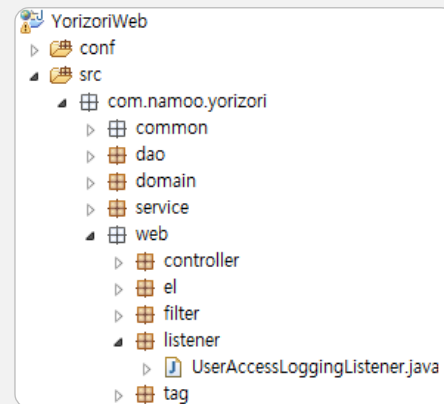 YorizoriWeb
conf
src
com.namoo.yorizori
common
dao
domain
service
web
controller
el
filter
listener
UserAccessLoggingListener.java
tag